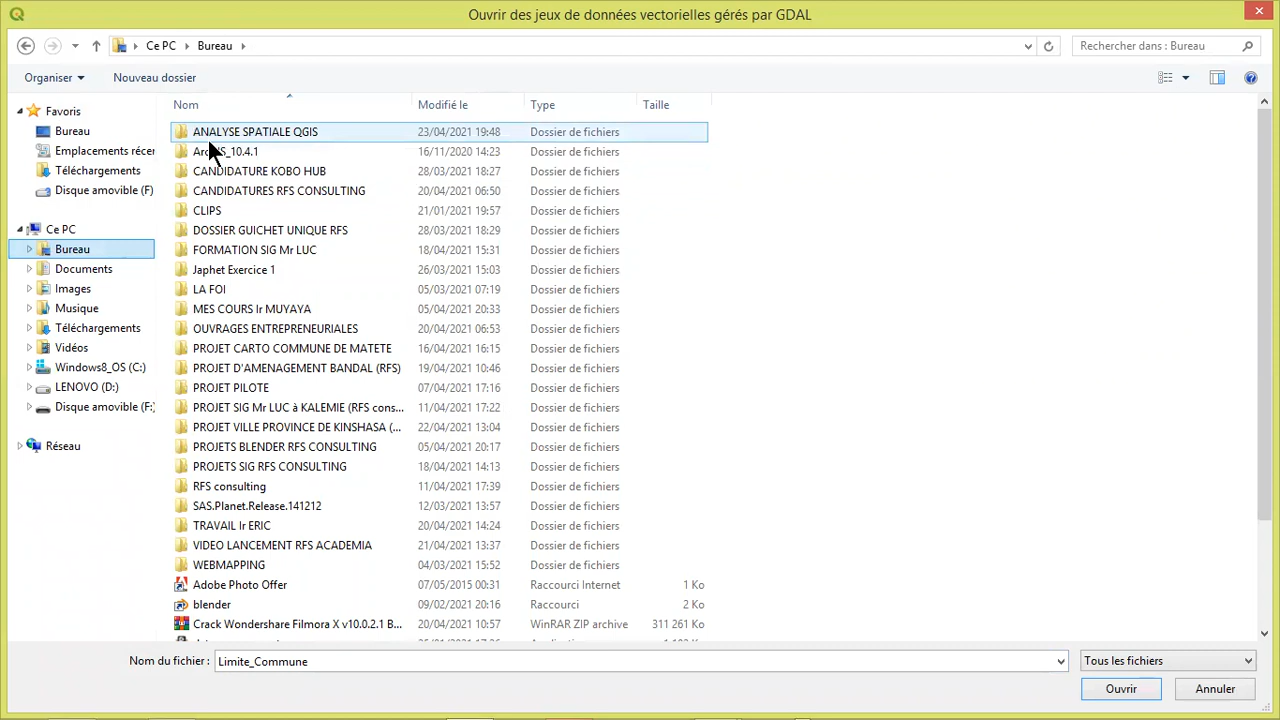 Ouvrir des jeux de données vectorielles gérés par GDAL
Ce PC Bureau
Rechercher dans : Bureau
Organiser Nouveau dossier
Nom Modifié le Type Taille
Favoris
Bureau
Emplacements récer
Téléchargements
Disque amovible (F)
Ce PC
Bureau
Documents
Images
Musique
Téléchargements
Vidéos
Windows8_OS (C:)
LENOVO (D:)
Disque amovible (F:)
Réseau
ANALYSE SPATIALE QGIS 23/04/2021 19:48 Dossier de fichiers
_10.4.1 16/11/2020 14:23 Dossier de fichiers
CANDIDATURE KOBO HUB 28/03/2021 18:27 Dossier de fichiers
CANDIDATURES RFS CONSULTING 20/04/2021 06:50 Dossier de fichiers
CLIPS 21/01/2021 19:57 Dossier de fichiers
DOSSIER GUICHET UNIQUE RFS 28/03/2021 18:29 Dossier de fichiers
FORMATION SIG Mr LUC 18/04/2021 15:31 Dossier de fichiers
Japhet Exercice 1 26/03/2021 15:03 Dossier de fichiers
LA FOI 05/03/2021 07:19 Dossier de fichiers
MES COURS Ir MUYAYA 05/04/2021 20:33 Dossier de fichiers
OUVRAGES ENTREPRENEURIALES 20/04/2021 06:53 Dossier de fichiers
PROJET CARTO COMMUNE DE MATETE 16/04/2021 16:15 Dossier de fichiers
PROJET D'AMENAGEMENT BANDAL (RFS) 19/04/2021 10:46 Dossier de fichiers
PROJET PILOTE 07/04/2021 17:16 Dossier de fichiers
PROJET SIG Mr LUC à KALEMIE (RFS cons... 11/04/2021 17:22 Dossier de fichiers
PROJET VILLE PROVINCE DE KINSHASA (... 22/04/2021 13:04 Dossier de fichiers
PROJETS BLENDER RFS CONSULTING 05/04/2021 20:17 Dossier de fichiers
PROJETS SIG RFS CONSULTING 18/04/2021 14:13 Dossier de fichiers
RFS consulting 11/04/2021 17:39 Dossier de fichiers
SAS.Planet.Release.141212 12/03/2021 13:57 Dossier de fichiers
TRAVAIL Ir ERIC 20/04/2021 14:24 Dossier de fichiers
VIDEO LANCEMENT RFS ACADEMIA 21/04/2021 13:37 Dossier de fichiers
WEBMAPPING 04/03/2021 15:52 Dossier de fichiers
Adobe Photo Offer 07/05/2015 00:31 Raccourci Internet 1 Ko
blender 09/02/2021 20:16 Raccourci 2 Ko
Crack Wondershare Filmora X v10.0.2.1 B... 20/04/2021 10:57 WinRAR ZIP archive 311 261 Ko
Nom du fichier : Limite_Commune Tous les fichiers
Ouvrir Annuler